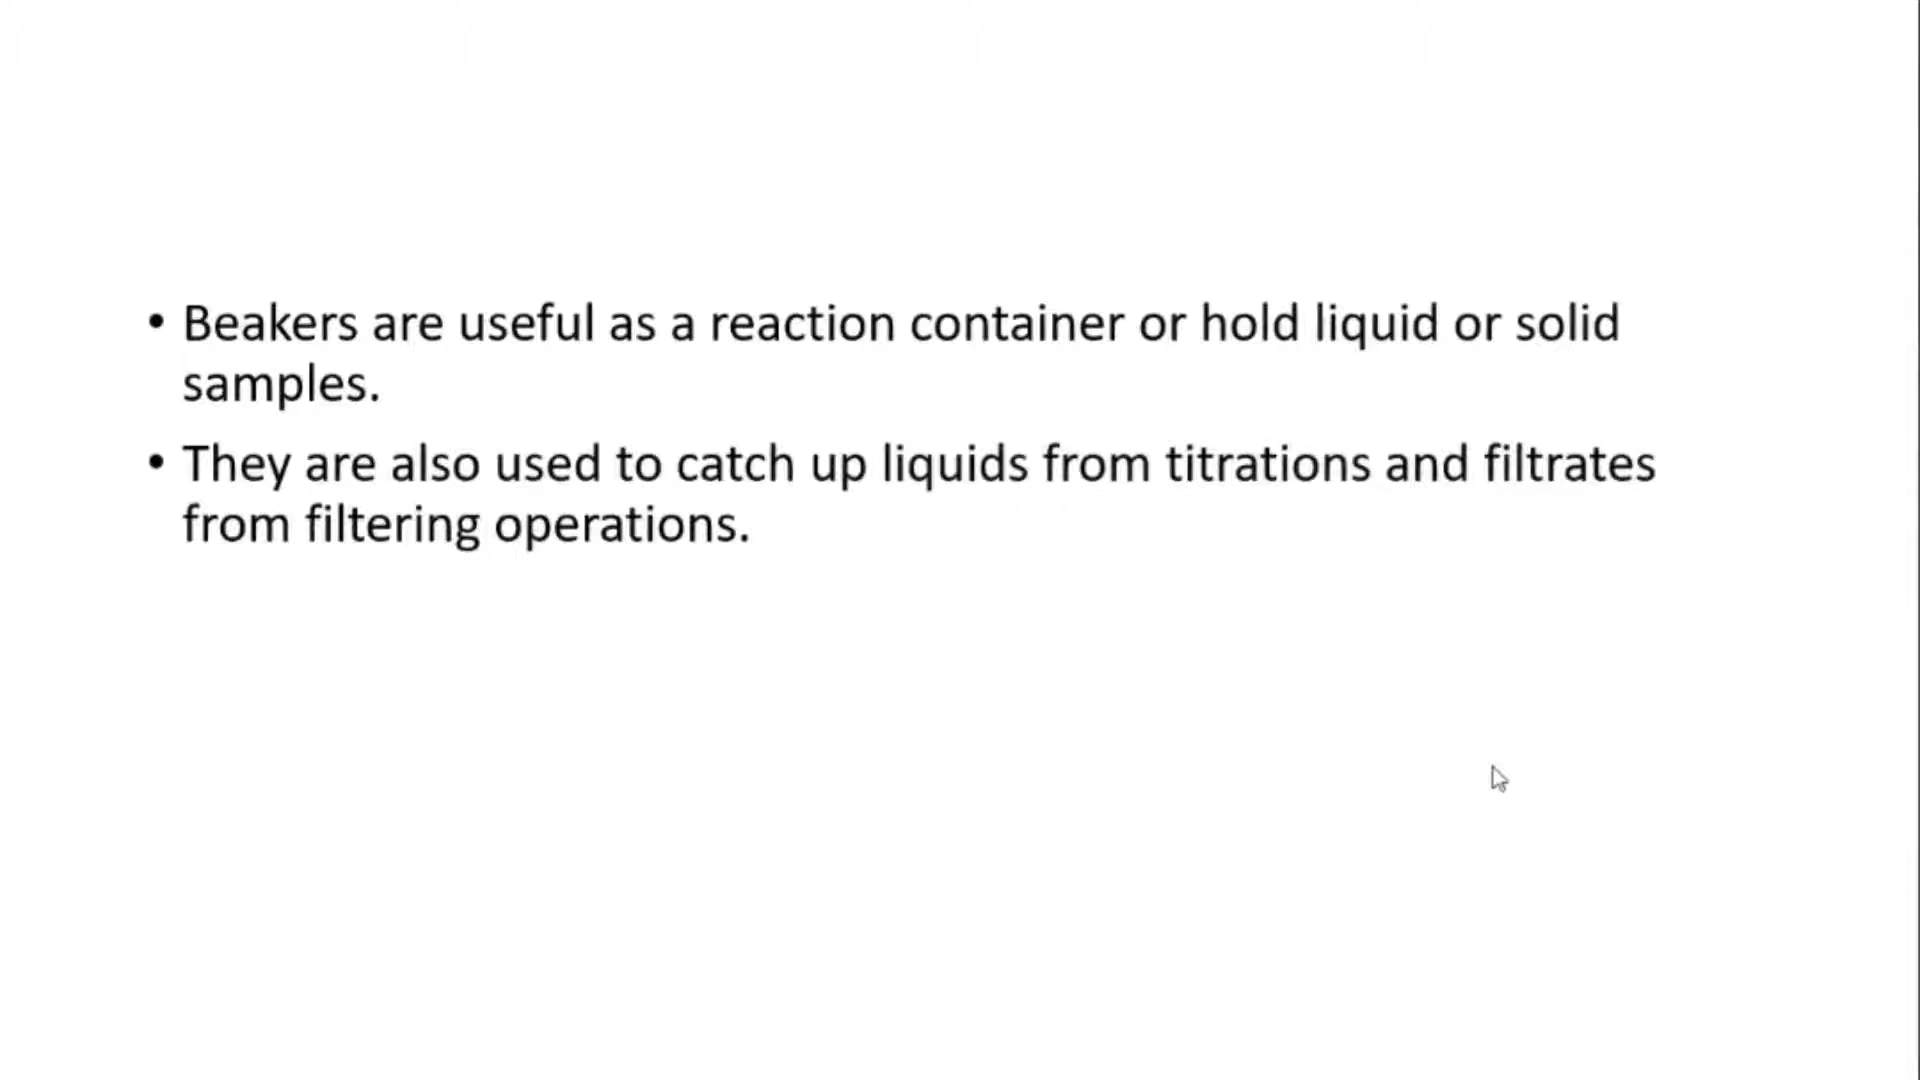 • Beakers are useful as a reaction container or hold liquid or solid
samples.
• They are also used to catch up liquids from titrations and filtrates
from filtering operations.